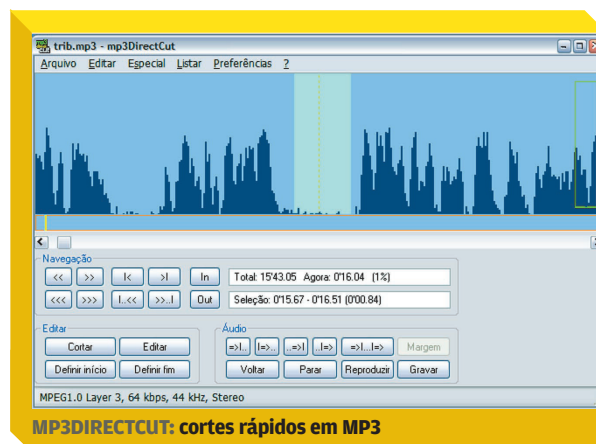 trib.mp3 - mp3DirectCut
Arquivo Editar Especial Listar Preferências ?
Navegação
<< >> I< >I In Total: 15'43.05 Agora: 0'16.04 (1%)
<<< >>> I..<< >>..I Out Seleção: 0'15.67 - 0'16.51 (0'00.84)
Editar
Cortar Editar
Definir início Definir fim
Áudio
=>I.. I=>.. ..=>I ..I=> =>I...I=> Margem
Voltar Parar Reproduzir Gravar
MPEG1.0 Layer 3, 64 kbps, 44 kHz, Stereo
MP3DIRECTCUT: cortes rápidos em MP3